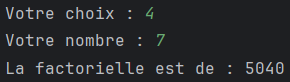 Votre choix : 4
Votre nombre : 7
La factorielle est de : 5040